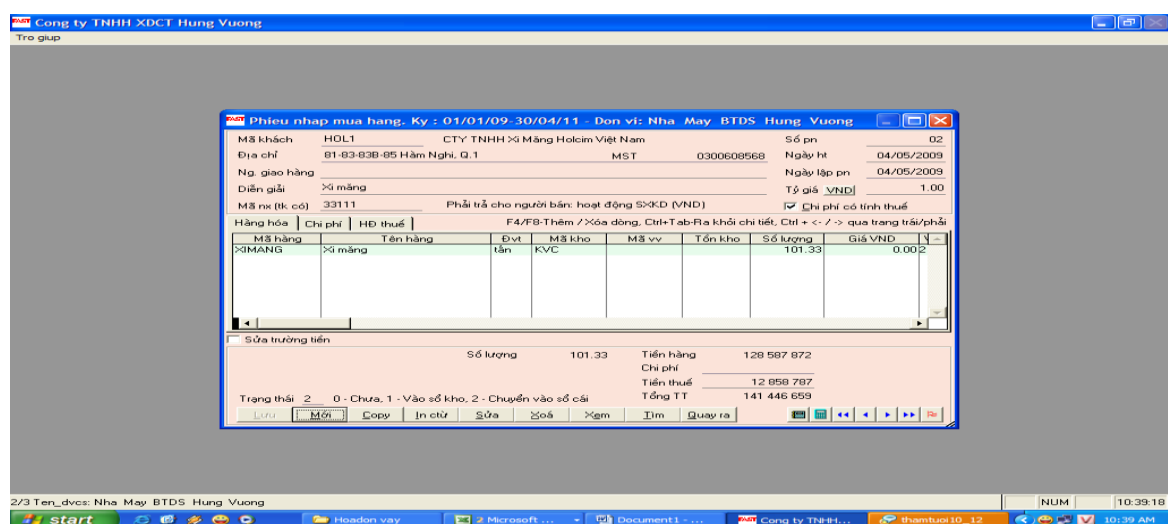 FAST Cong ty TNHH XDCT Hung Vuong
Tro giup
FAST Phieu nhap mua hang. Ky : 01/01/09-30/04/11 - Don vi: Nha May BTDS Hung Vuong
Mã khách HOL1 CTY TNHH Xi Măng Holcim Việt Nam Số pn 02
Địa chỉ 81-83-83B-85 Hàm Nghi, Q.1 MST 0300608568 Ngày ht 04/05/2009
Ng. giao hàng Ngày lập pn 04/05/2009
Diễn giải Xi măng Tỷ giá VND 1.00
Mã nx (tk có) 33111 Phải trả cho người bán: hoạt động SXKD (VND) Chi phí có tính thuế
Hàng hóa Chi phí HĐ thuế F4/F8-Thêm / Xóa dòng, Ctrl+Tab-Ra khỏi chi tiết, Ctrl + <- / -> qua trang trái/phải
Mã hàng Tên hàng Đvt Mã kho Mã vv Tồn kho Số lượng Giá VND
XIMANG Xi măng tấn KVC 101.33 0.00 2
Sửa trường tiền
Số lượng 101.33 Tiền hàng 128 587 872
Chi phí
Tiền thuế 12 858 787
Trạng thái 2 0 - Chưa, 1 - Vào sổ kho, 2 - Chuyển vào sổ cái Tổng TT 141 446 659
Lưu Mới Copy In ctừ Sửa Xoá Xem Tìm Quay ra
2/3 Ten_dvcs: Nha May BTDS Hung Vuong NUM 10:39:18
start Hoadon vay 2 Microsoft ... Document1 - ... FAST Cong ty TNHH... thamtuoi10_12 V 10:39 AM